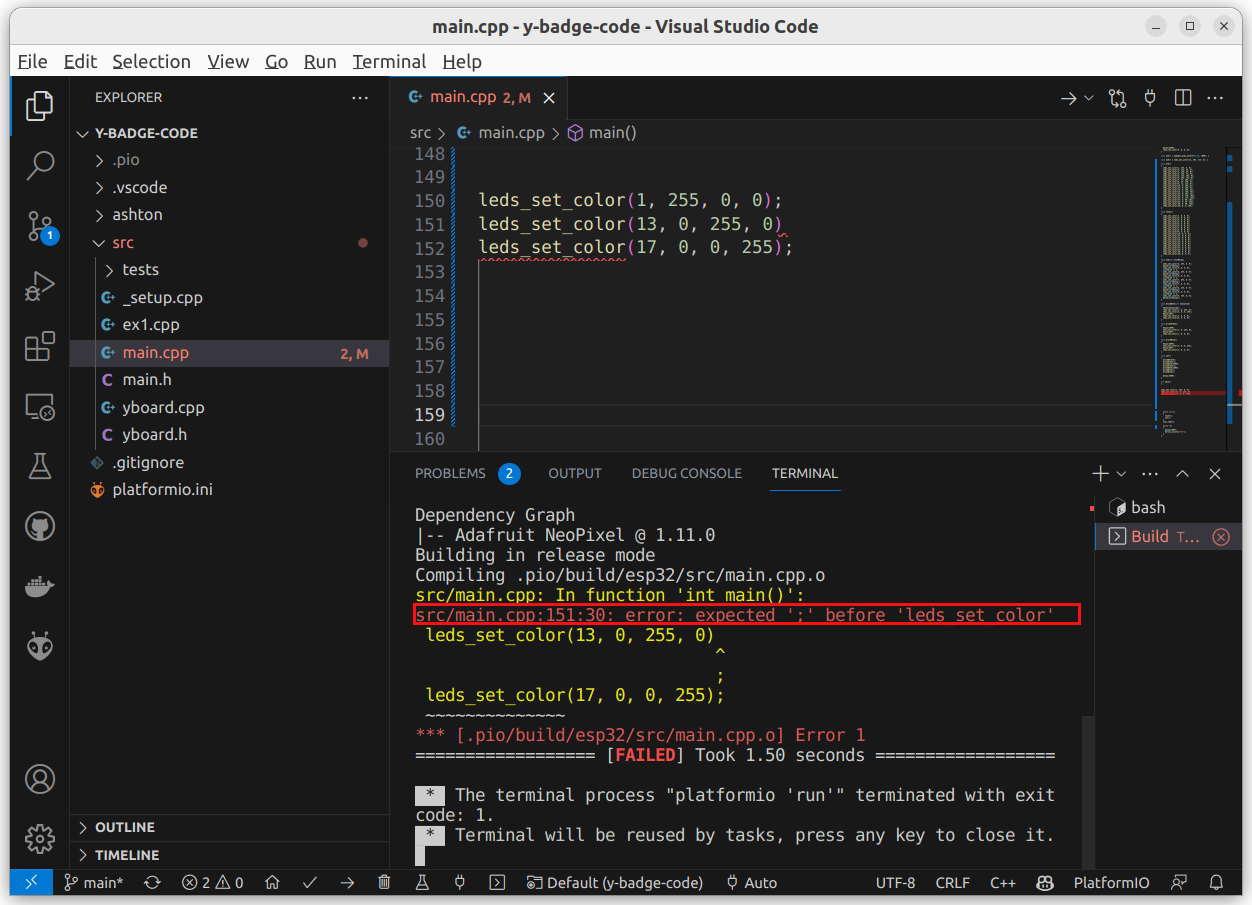 main.cpp - y-badge-code - Visual Studio Code
File Edit Selection View Go Run Terminal Help
EXPLORER
Y-BADGE-CODE
.pio
.vscode
ashton
src
tests
_setup.cpp
ex1.cpp
main.cpp 2, M
main.h
yboard.cpp
yboard.h
.gitignore
platformio.ini
OUTLINE
TIMELINE
1
main.cpp 2, M
src > main.cpp > main()
148
149
150 leds_set_color(1, 255, 0, 0);
151 leds_set_color(13, 0, 255, 0)
152 leds_set_color(17, 0, 0, 255);
153
154
155
156
157
158
159
160
PROBLEMS 2 OUTPUT DEBUG CONSOLE TERMINAL
Dependency Graph
|-- Adafruit NeoPixel @ 1.11.0
Building in release mode
Compiling .pio/build/esp32/src/main.cpp.o
src/main.cpp: In function 'int main()':
src/main.cpp:151:30: error: expected ';' before 'leds_set_color'
leds_set_color(13, 0, 255, 0)
^
;
leds_set_color(17, 0, 0, 255);
~~~~~~~~~~~~~~
*** [.pio/build/esp32/src/main.cpp.o] Error 1
================== [FAILED] Took 1.50 seconds ==================
* The terminal process "platformio 'run'" terminated with exit
code: 1.
* Terminal will be reused by tasks, press any key to close it.
bash
Build T...
main* 2 0 Default (y-badge-code) Auto UTF-8 CRLF C++ PlatformIO